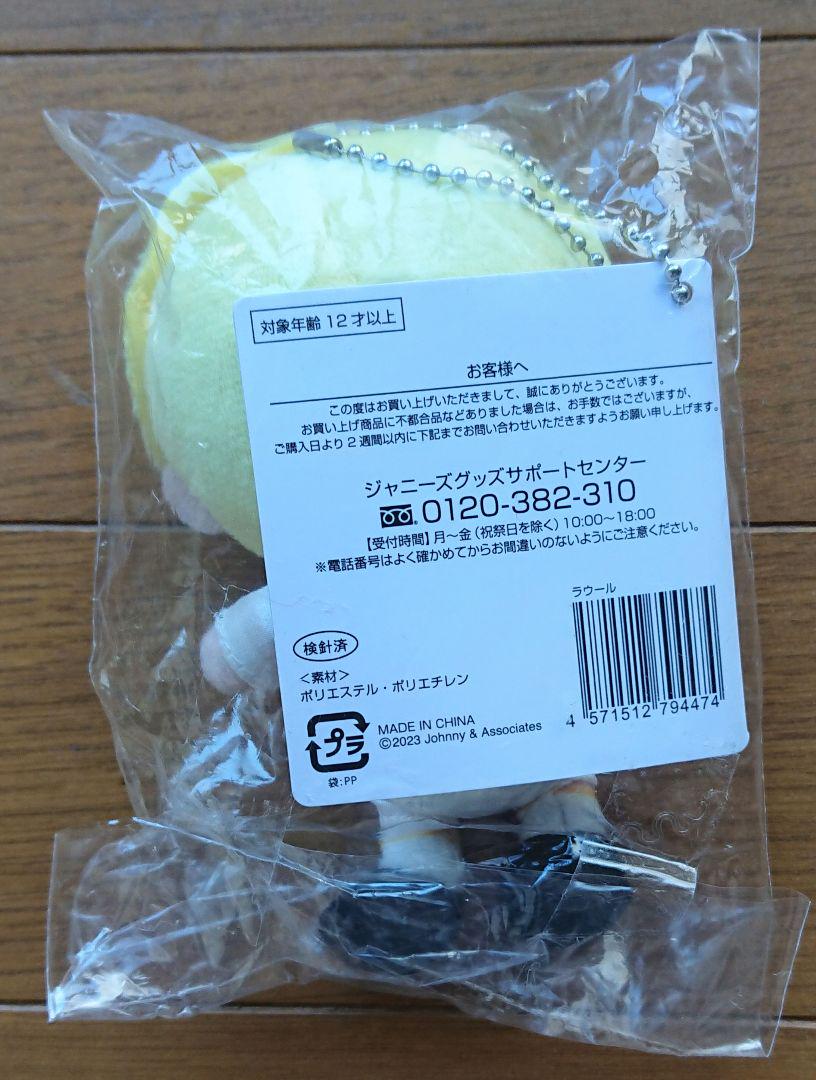 対象年齢 12 才以上
お客様へ
この度はお買い上げいただきまして、誠にありがとうございます。
お買い上げ商品に不都合品などありました場合は、お手数ではございますが、
ご購入日より 2 週間以内に下記までお問い合わせいただきますようお願い申し上げます。
ジャニーズグッズサポートセンター
0120-382-310
【受付時間】月〜金（祝祭日を除く）10:00〜18:00
※電話番号はよく確かめてからお間違いのないようにご注意ください。
ラウール
4 571512 794474
検針済
＜素材＞
ポリエステル・ポリエチレン
プラ
袋:PP
MADE IN CHINA
©2023 Johnny & Associates